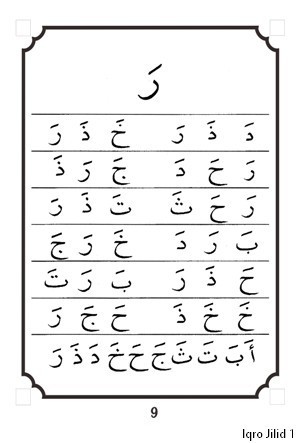 رَ
دَ ذَ رَ خَ ذَ رَ
رَ حَ دَ جَ رَ ذَ
رَ حَ ثَ تَ ذَ رَ
بَ رَ دَ خَ رَ جَ
حَ ذَ رَ بَ رَ تَ
خَ خَ ذَ حَ جَ رَ
أَ بَ تَ ثَ جَ حَ خَ دَ ذَ رَ
9
Iqro Jilid 1